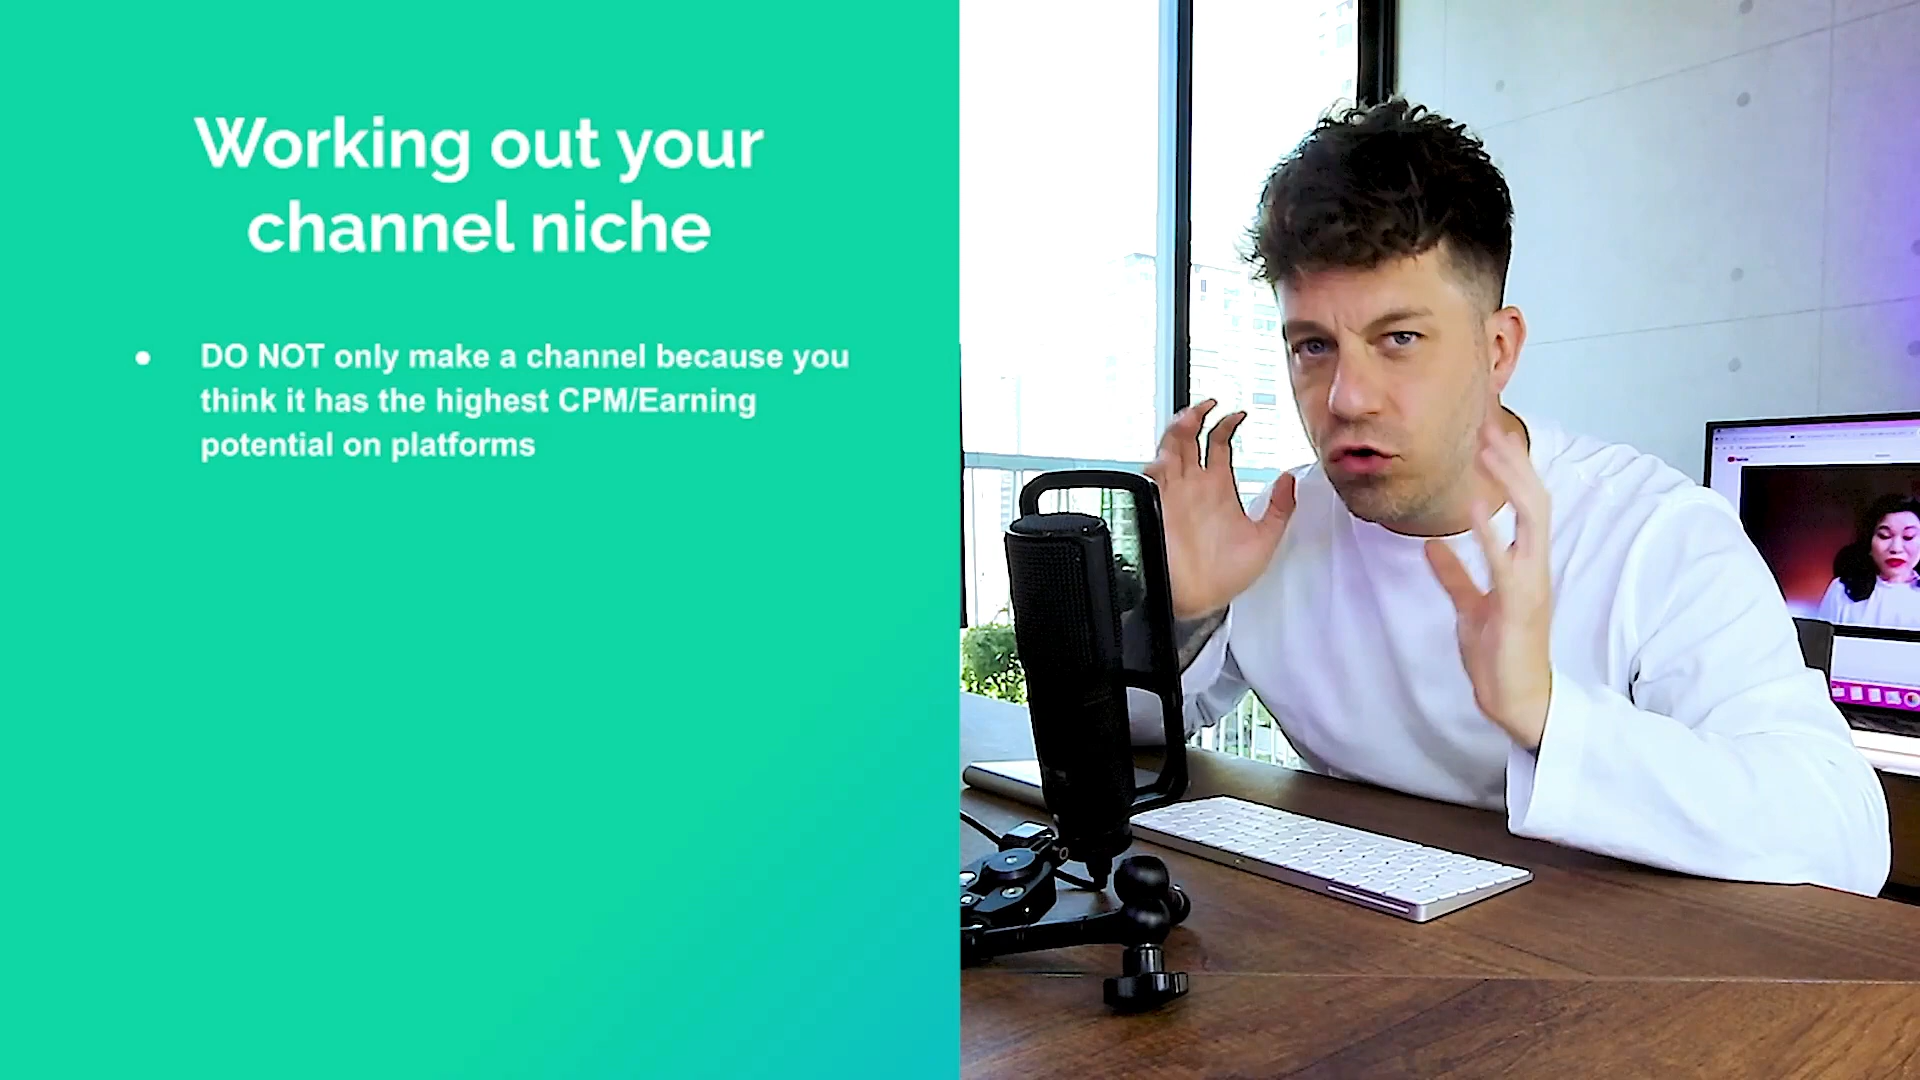 Working out your
channel niche
● DO NOT only make a channel because you
think it has the highest CPM/Earning
potential on platforms